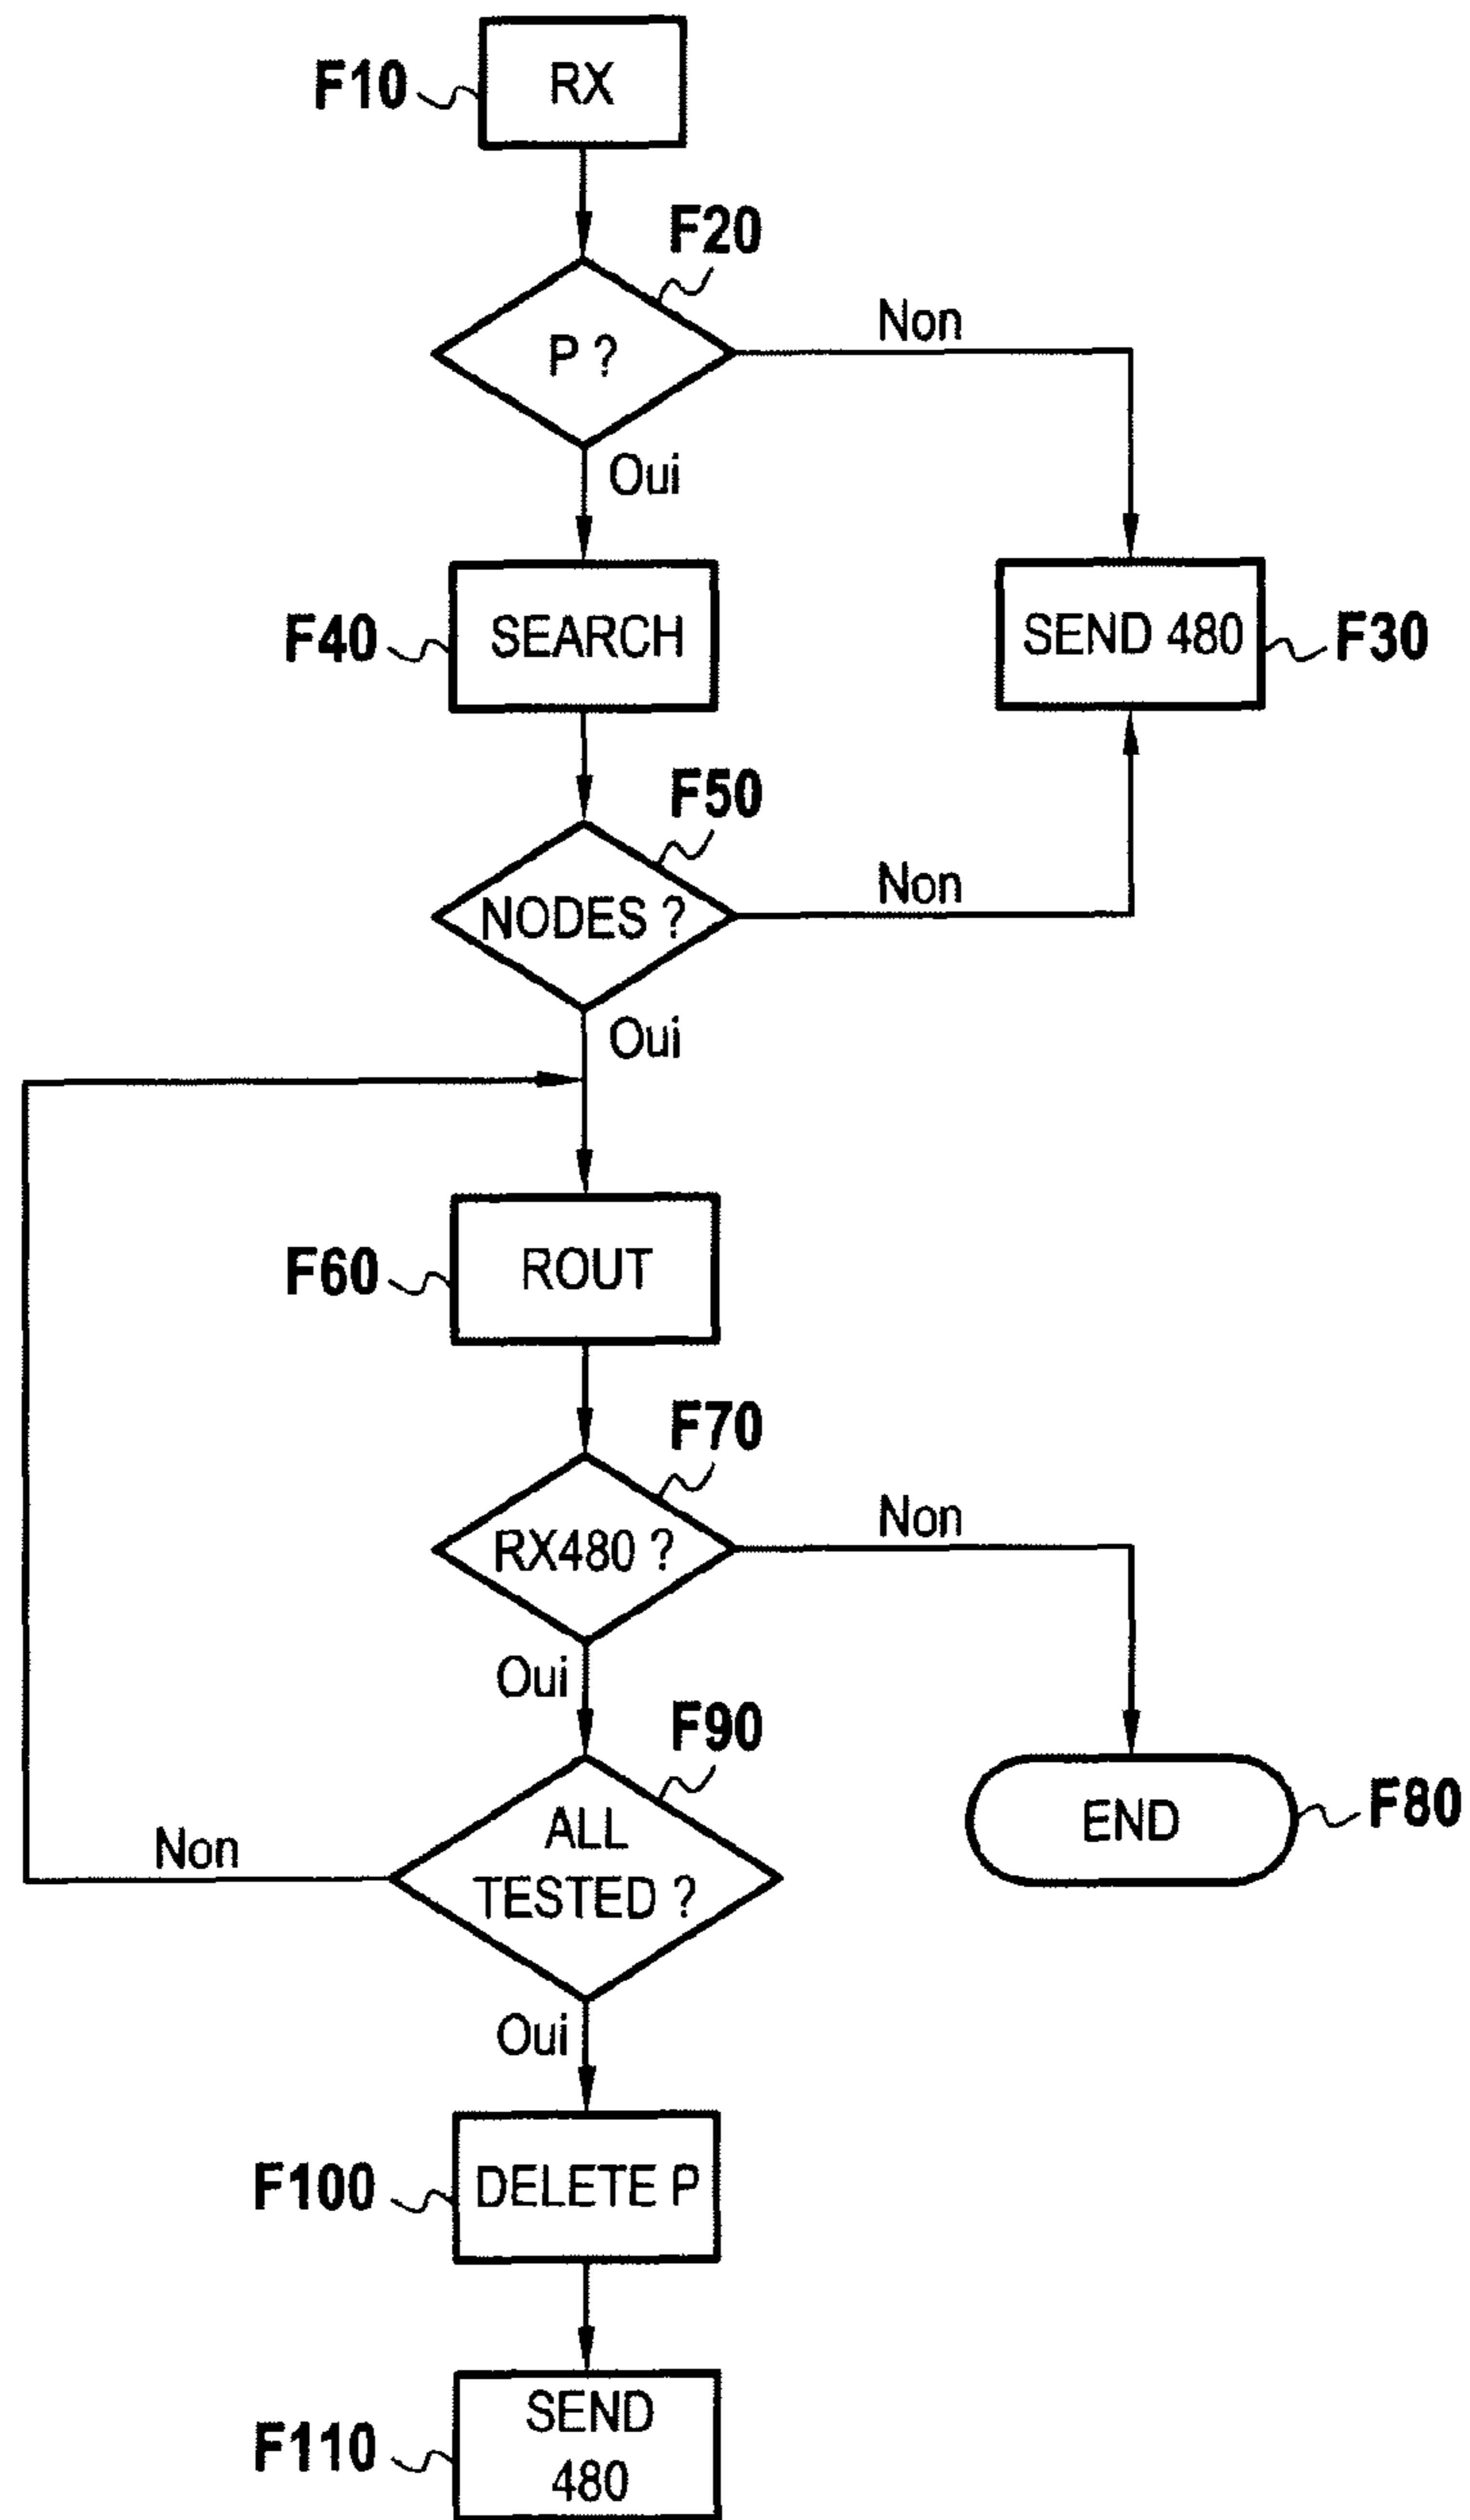 F10
RX
F20
P ?
Non
Oui
F40
SEARCH
SEND 480
F30
F50
NODES ?
Non
Oui
F60
ROUT
F70
RX480 ?
Non
Oui
F90
ALL
TESTED ?
Non
END
F80
Oui
F100
DELETE P
F110
SEND
480